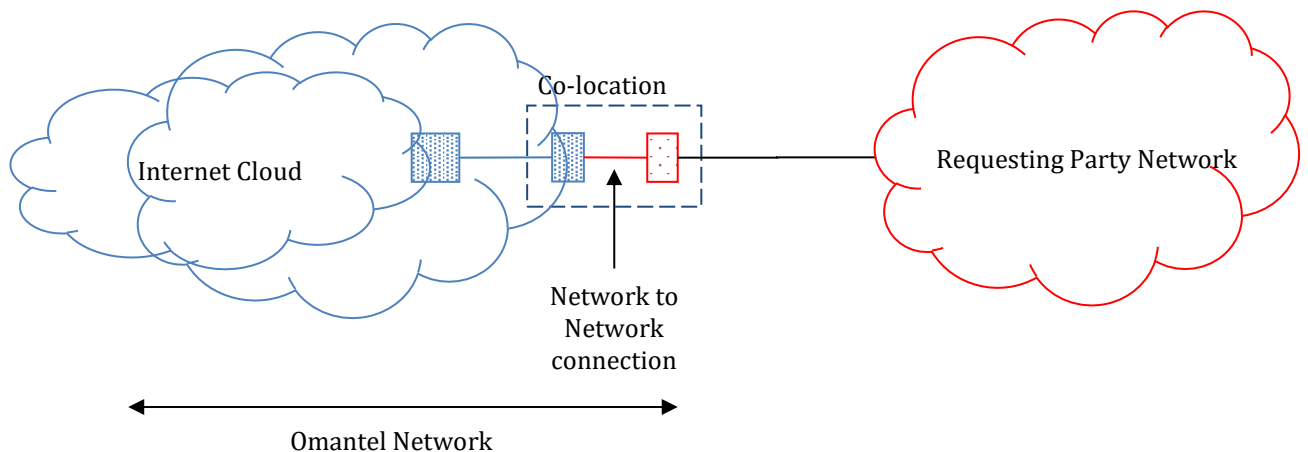 Co-location
Internet Cloud
Requesting Party Network
Network to
Network
connection
Omantel Network